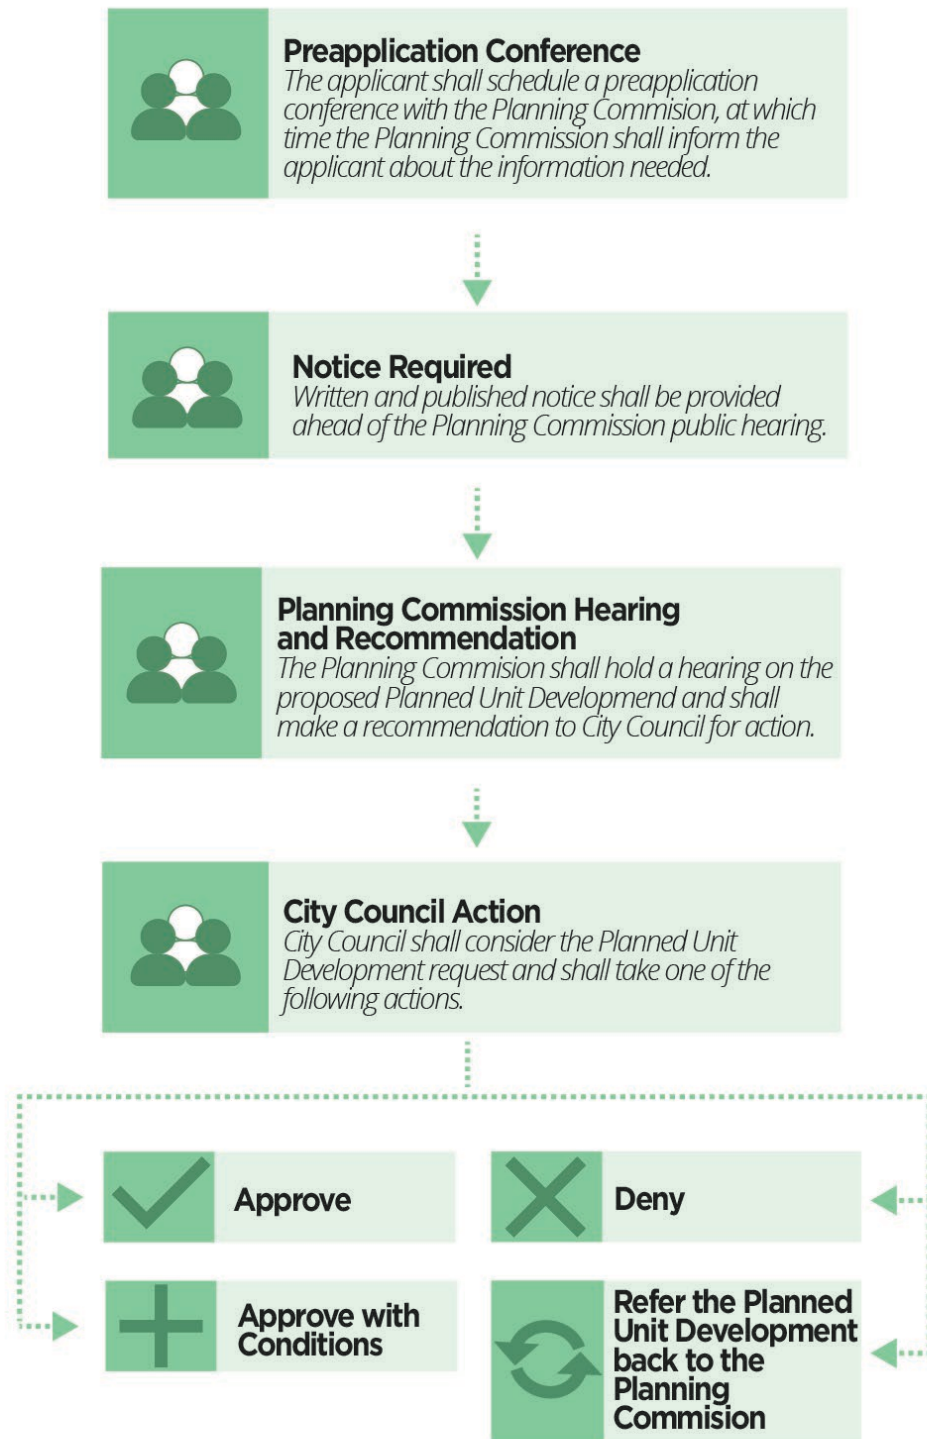 Preapplication Conference
The applicant shall schedule a preapplication
conference with the Planning Commision, at which
time the Planning Commission shall inform the
applicant about the information needed.
Notice Required
Written and published notice shall be provided
ahead of the Planning Commission public hearing.
Planning Commission Hearing
and Recommendation
The Planning Commision shall hold a hearing on the
proposed Planned Unit Developmend and shall
make a recommendation to City Council for action.
City Council Action
City Council shall consider the Planned Unit
Development request and shall take one of the
following actions.
Approve
Deny
Approve with
Conditions
Refer the Planned
Unit Development
back to the
Planning
Commision